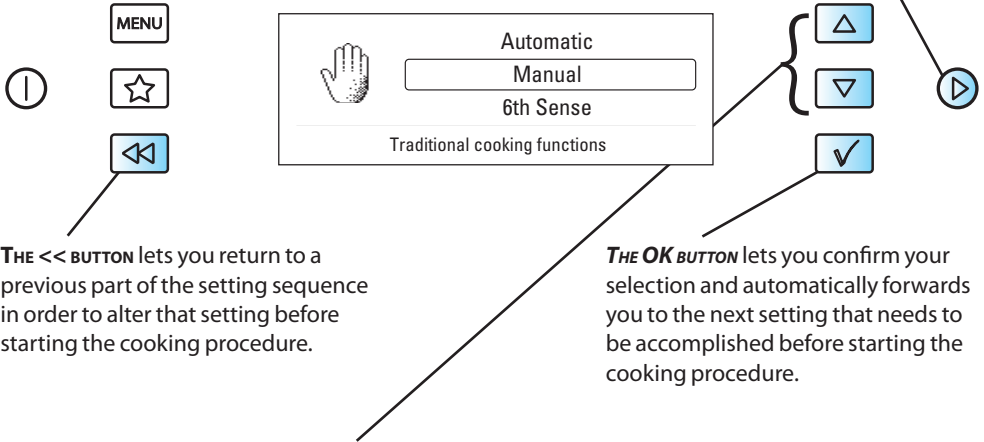 MENU
Automatic
Manual
6th Sense
Traditional cooking functions
THE << BUTTON lets you return to a
previous part of the setting sequence
in order to alter that setting before
starting the cooking procedure.
THE OK BUTTON lets you confirm your
selection and automatically forwards
you to the next setting that needs to
be accomplished before starting the
cooking procedure.